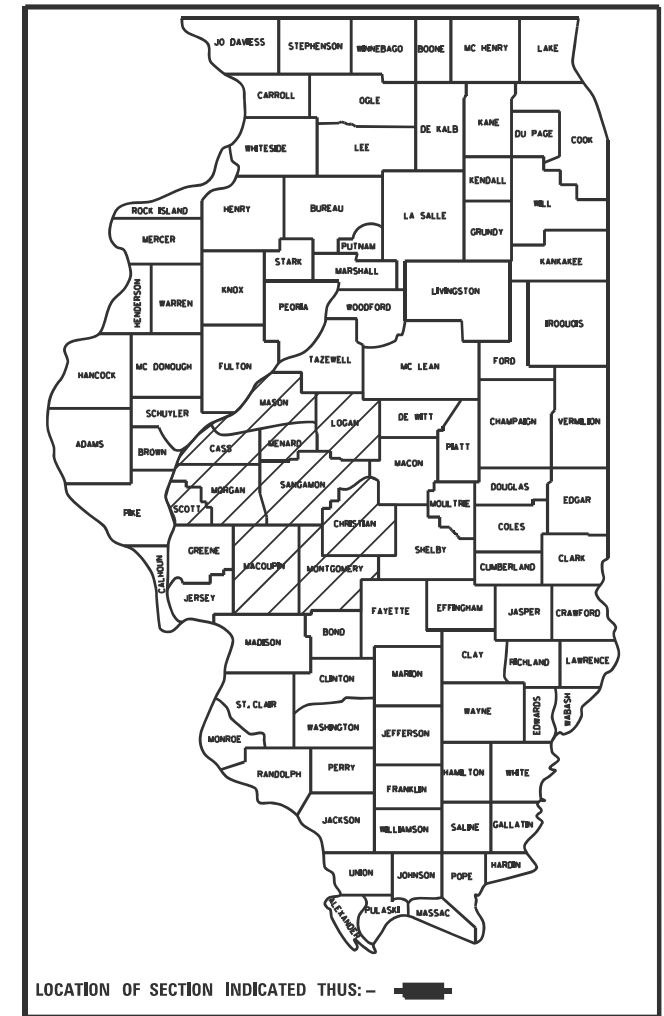 JO DAVIESS STEPHENSON WINNEBAGO BOONE MC HENRY LAKE
CARROLL OGLE DE KALB KANE DU PAGE COOK
WHITESIDE LEE
KENDALL WILL
ROCK ISLAND HENRY BUREAU LA SALLE GRUNDY
MERCER PUTNAM KANKAKEE
STARK MARSHALL
HENDERSON WARREN KNOX PEORIA WOODFORD LIVINGSTON IROQUOIS
HANCOCK MC DONOUGH FULTON TAZEWELL MC LEAN FORD
SCHUYLER MASON LOGAN DE WITT CHAMPAIGN VERMILION
ADAMS BROWN CASS MENARD MACON PIATT
PIKE SCOTT MORGAN SANGAMON CHRISTIAN MOULTRIE DOUGLAS EDGAR
COLES
CALHOUN GREENE MACOUPIN MONTGOMERY SHELBY CUMBERLAND CLARK
JERSEY FAYETTE EFFINGHAM JASPER CRAWFORD
MADISON BOND
CLINTON MARION CLAY RICHLAND LAWRENCE
ST. CLAIR WAYNE EDWARDS WABASH
MONROE WASHINGTON JEFFERSON
RANDOLPH PERRY FRANKLIN HAMILTON WHITE
JACKSON WILLIAMSON SALINE GALLATIN
UNION JOHNSON POPE HARDIN
ALEXANDER PULASKI MASSAC
LOCATION OF SECTION INDICATED THUS: –